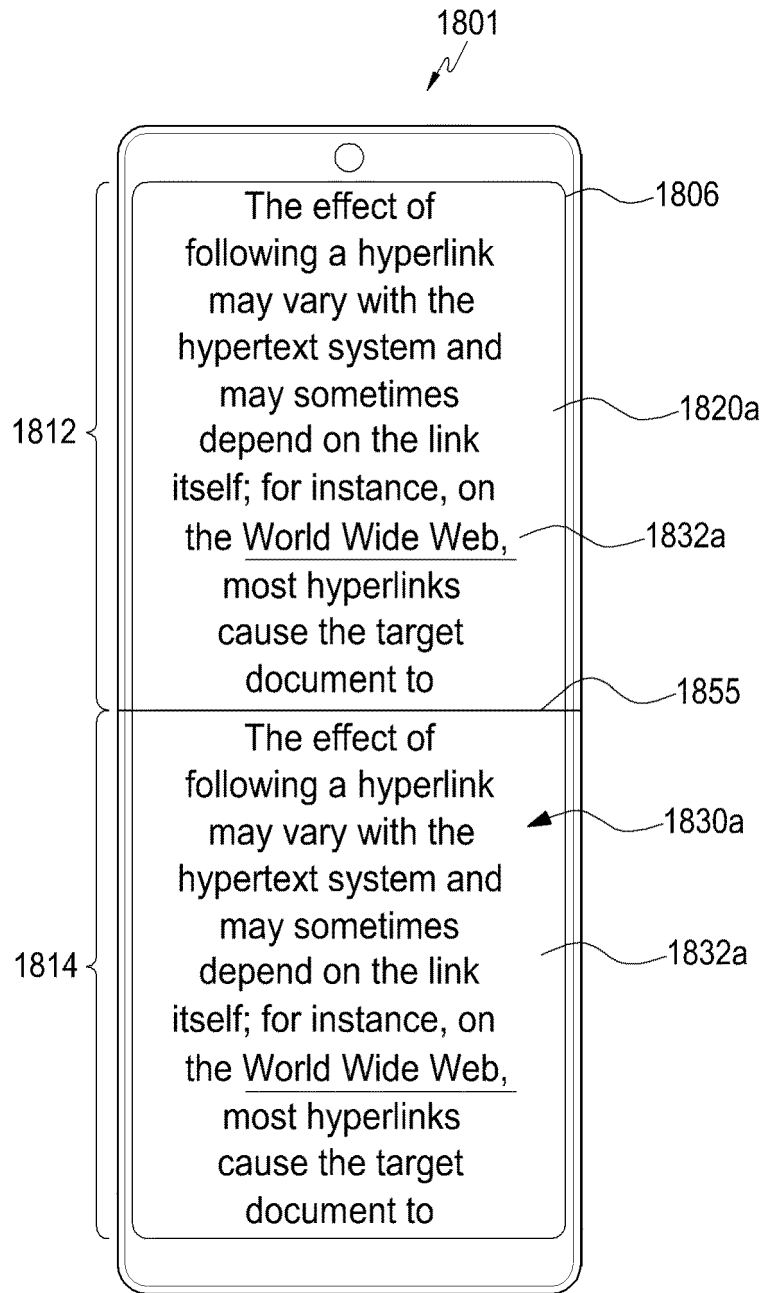 1801
1806
The effect of
following a hyperlink
may vary with the
hypertext system and
may sometimes
1820a
1812
depend on the link
itself; for instance, on
the World Wide Web,
1832a
most hyperlinks
cause the target
document to
1855
The effect of
following a hyperlink
may vary with the
1830a
hypertext system and
may sometimes
1832a
1814
depend on the link
itself; for instance, on
the World Wide Web,
most hyperlinks
cause the target
document to